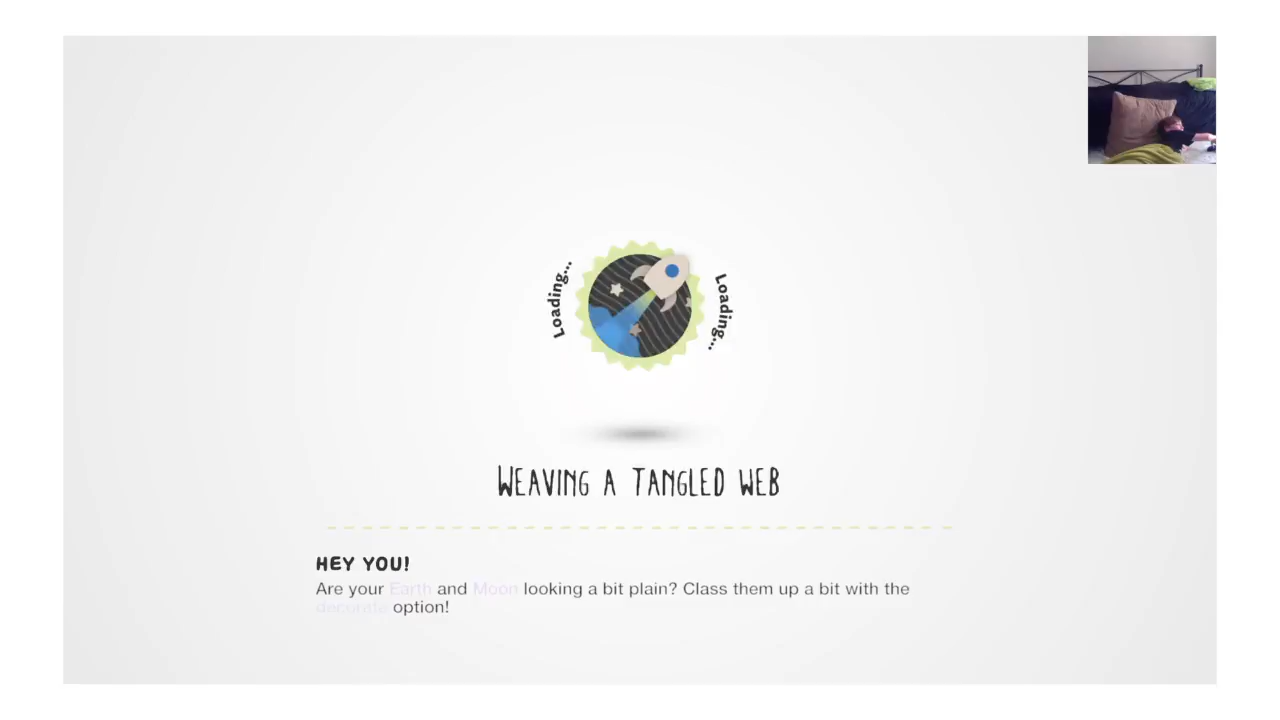 Loading...
Loading...
WEAVING A TANGLED WEB
HEY YOU!
Are your Earth and Moon looking a bit plain? Class them up a bit with the
decorate option!